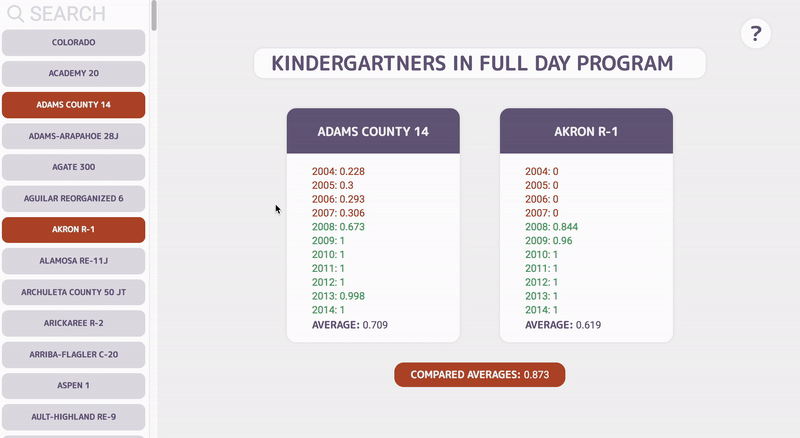 SEARCH
COLORADO
ACADEMY 20
ADAMS COUNTY 14
ADAMS-ARAPAHOE 28J
AGATE 300
AGUILAR REORGANIZED 6
AKRON R-1
ALAMOSA RE-11J
ARCHULETA COUNTY 50 JT
ARICKAREE R-2
ARRIBA-FLAGLER C-20
ASPEN 1
AULT-HIGHLAND RE-9
?
KINDERGARTNERS IN FULL DAY PROGRAM
ADAMS COUNTY 14
2004: 0.228
2005: 0.3
2006: 0.293
2007: 0.306
2008: 0.673
2009: 1
2010: 1
2011: 1
2012: 1
2013: 0.998
2014: 1
AVERAGE: 0.709
AKRON R-1
2004: 0
2005: 0
2006: 0
2007: 0
2008: 0.844
2009: 0.96
2010: 1
2011: 1
2012: 1
2013: 1
2014: 1
AVERAGE: 0.619
COMPARED AVERAGES: 0.873